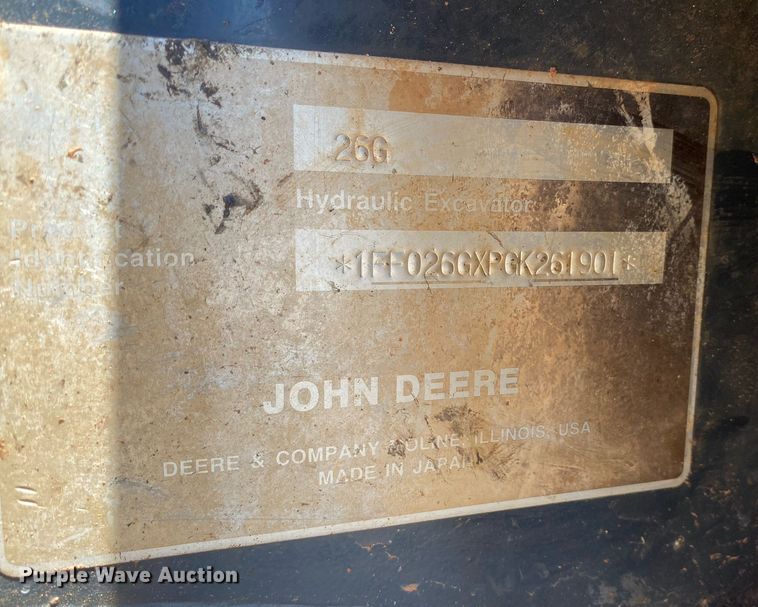 26G
Hydraulic Excavator
Product
Identification
Number
*1FF026GXPGK261901*
JOHN DEERE
DEERE & COMPANY MOLINE, ILLINOIS, USA
MADE IN JAPAN
Purple Wave Auction